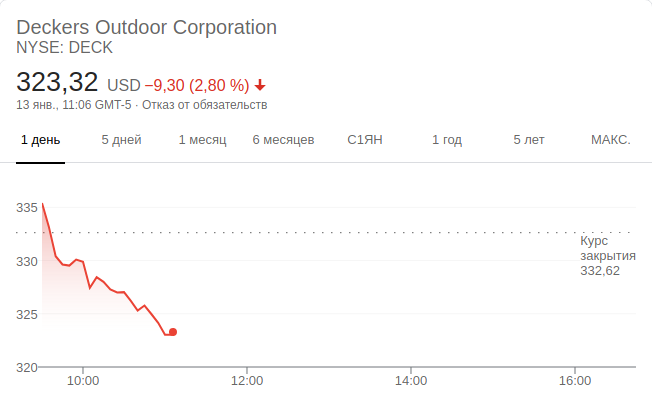 Deckers Outdoor Corporation
NYSE: DECK
323,32 USD −9,30 (2,80 %)
13 янв., 11:06 GMT-5 · Отказ от обязательств
1 день 5 дней 1 месяц 6 месяцев С1ЯН 1 год 5 лет МАКС.
335
330
325
320
Курс
закрытия
332,62
10:00 12:00 14:00 16:00